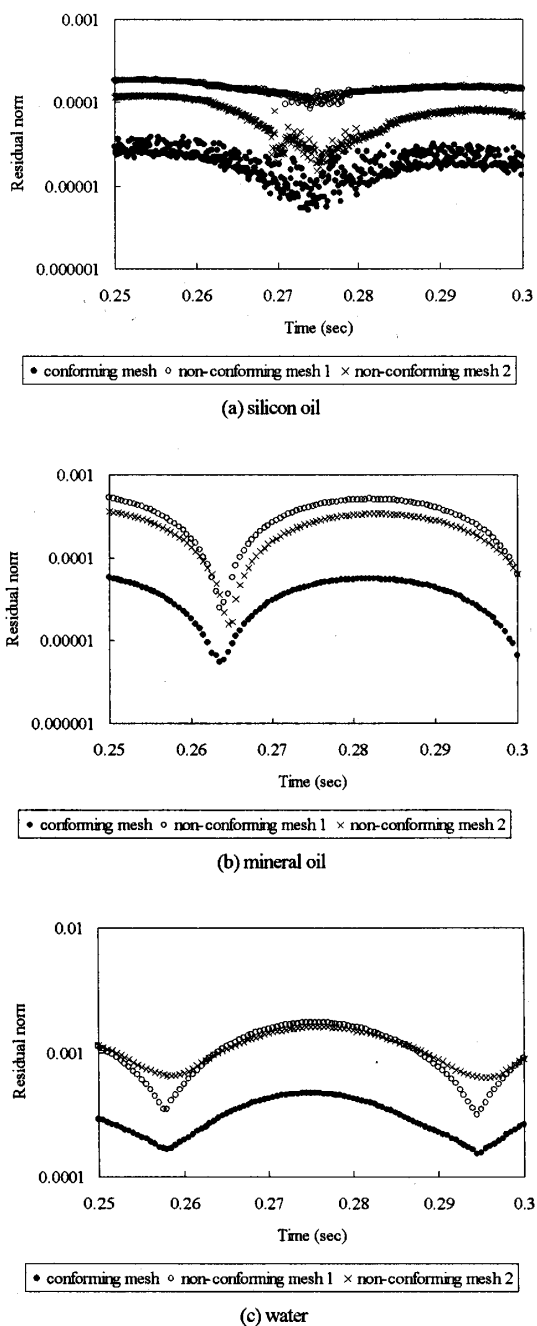 0.001
0.0001
0.00001
0.000001
Residual norm
0.25 0.26 0.27 0.28 0.29 0.3
Time (sec)
conforming mesh non-conforming mesh 1 non-conforming mesh 2
(a) silicon oil
0.001
0.0001
0.00001
0.000001
Residual norm
0.25 0.26 0.27 0.28 0.29 0.3
Time (sec)
conforming mesh non-conforming mesh 1 non-conforming mesh 2
(b) mineral oil
0.01
0.001
0.0001
Residual norm
0.25 0.26 0.27 0.28 0.29 0.3
Time (sec)
conforming mesh non-conforming mesh 1 non-conforming mesh 2
(c) water